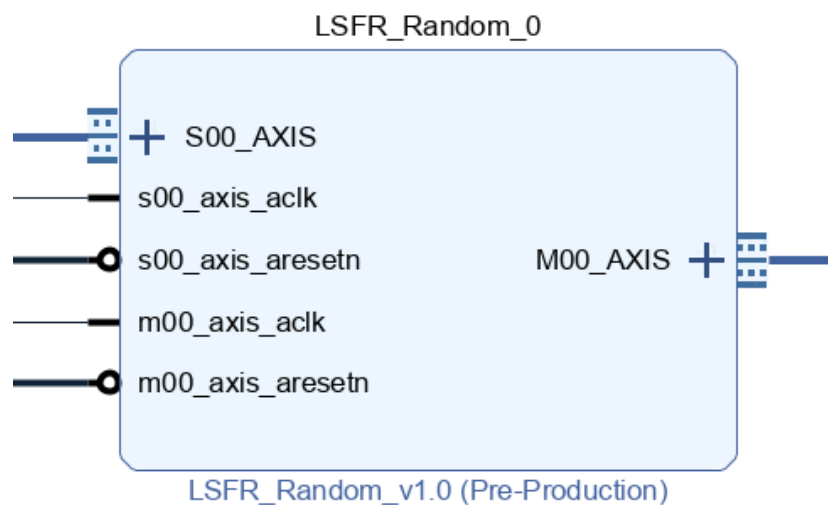 LSFR_Random_0
S00_AXIS
s00_axis_aclk
s00_axis_aresetn
M00_AXIS
m00_axis_aclk
m00_axis_aresetn
LSFR_Random_v1.0 (Pre-Production)